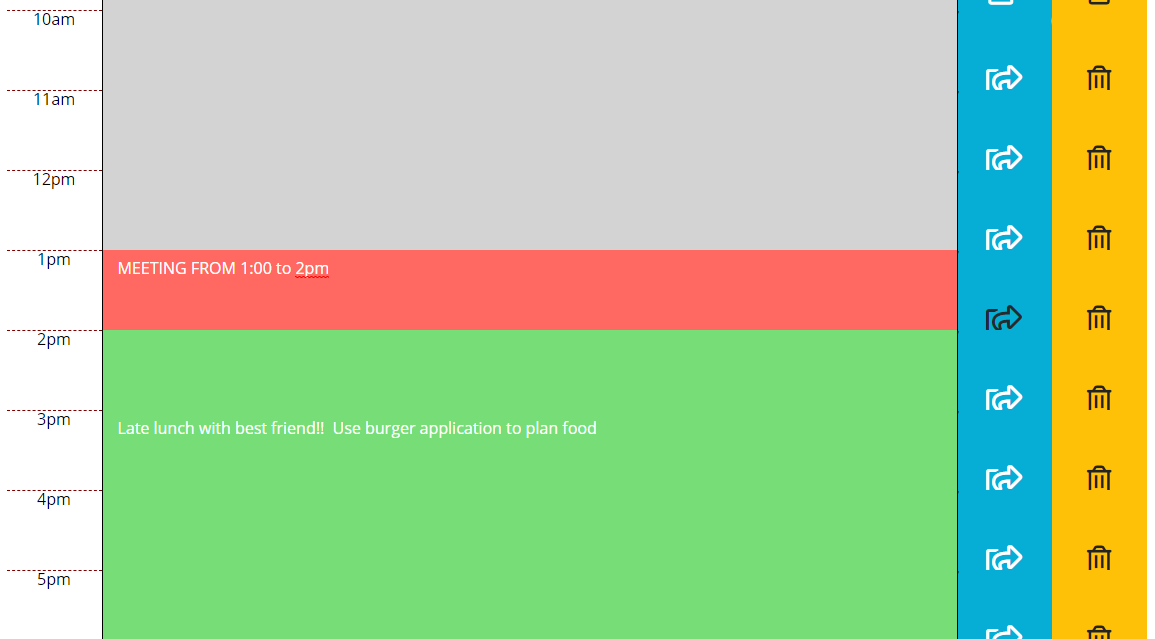 10am
11am
12pm
1pm
MEETING FROM 1:00 to 2pm
2pm
3pm
Late lunch with best friend!!  Use burger application to plan food
4pm
5pm